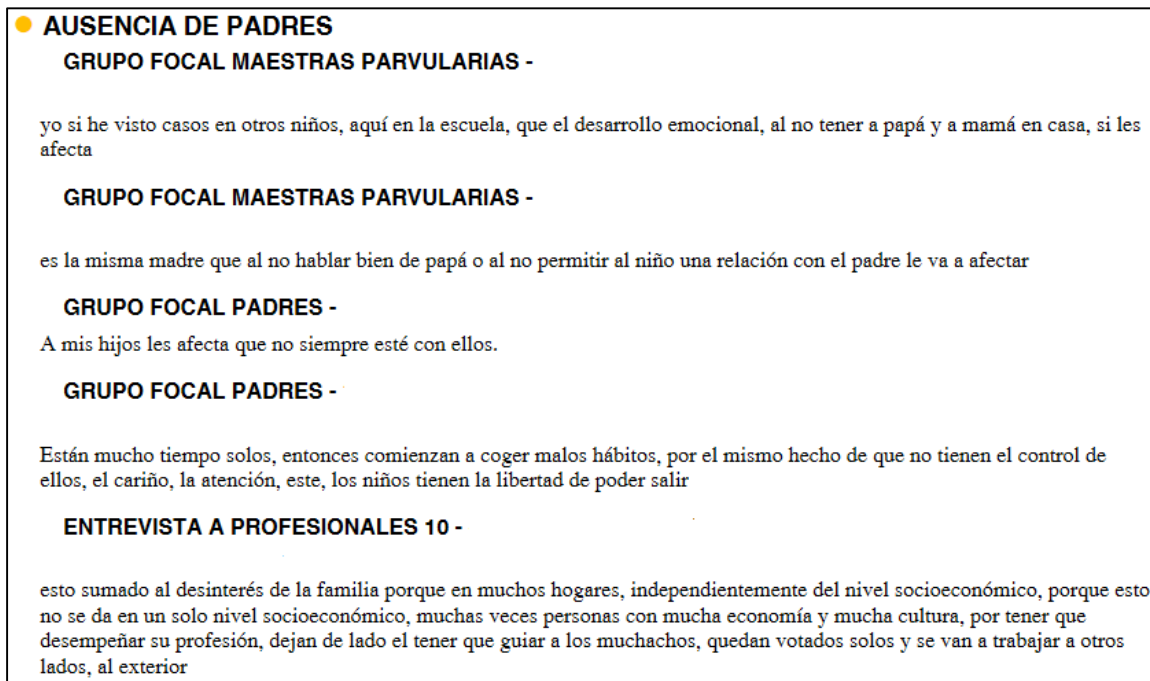 AUSENCIA DE PADRES
GRUPO FOCAL MAESTRAS PARVULARIAS -
yo si he visto casos en otros niños, aquí en la escuela, que el desarrollo emocional, al no tener a papá y a mamá en casa, si les
afecta
GRUPO FOCAL MAESTRAS PARVULARIAS -
es la misma madre que al no hablar bien de papá o al no permitir al niño una relación con el padre le va a afectar
GRUPO FOCAL PADRES -
A mis hijos les afecta que no siempre esté con ellos.
GRUPO FOCAL PADRES -
Están mucho tiempo solos, entonces comienzan a coger malos hábitos, por el mismo hecho de que no tienen el control de
ellos, el cariño, la atención, este, los niños tienen la libertad de poder salir
ENTREVISTA A PROFESIONALES 10 -
esto sumado al desinterés de la familia porque en muchos hogares, independientemente del nivel socioeconómico, porque esto
no se da en un solo nivel socioeconómico, muchas veces personas con mucha economía y mucha cultura, por tener que
desempeñar su profesión, dejan de lado el tener que guiar a los muchachos, quedan votados solos y se van a trabajar a otros
lados, al exterior